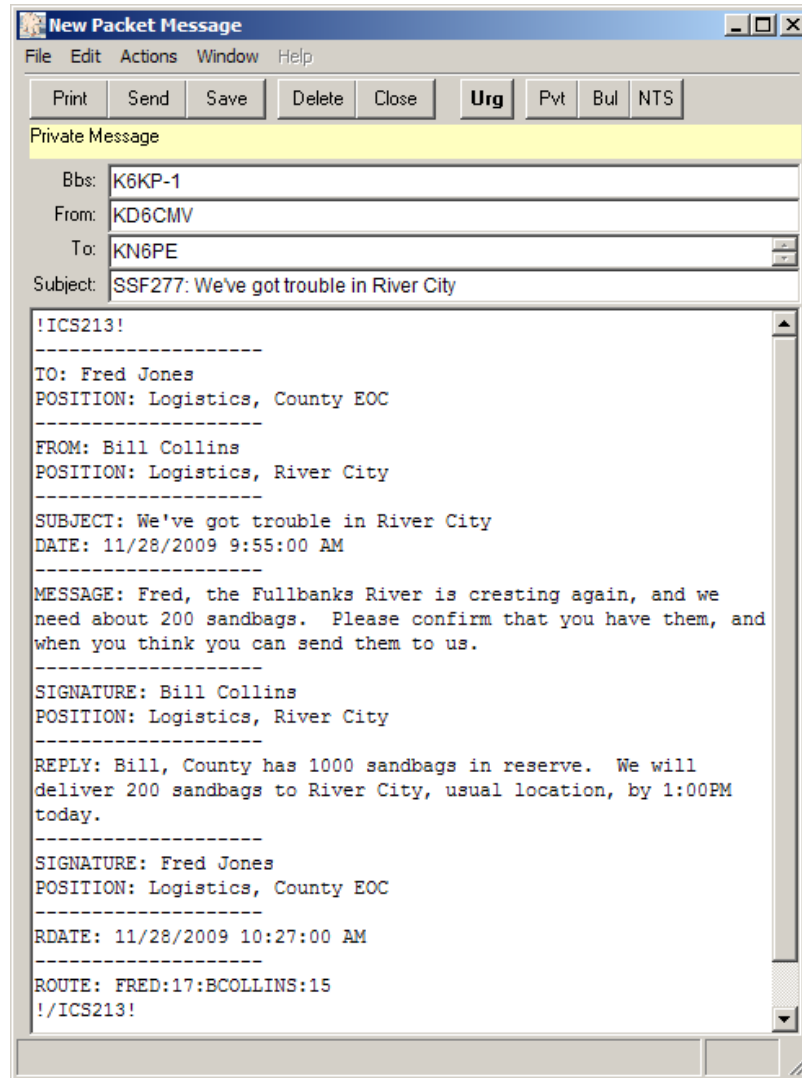 New Packet Message
File Edit Actions Window Help
Print Send Save Delete Close Urg Pvt Bul NTS
Private Message
Bbs: K6KP-1
From: KD6CMV
To: KN6PE
Subject: SSF277: We've got trouble in River City
!ICS213!
--------------------
TO: Fred Jones
POSITION: Logistics, County EOC
--------------------
FROM: Bill Collins
POSITION: Logistics, River City
--------------------
SUBJECT: We've got trouble in River City
DATE: 11/28/2009 9:55:00 AM
--------------------
MESSAGE: Fred, the Fullbanks River is cresting again, and we
need about 200 sandbags.  Please confirm that you have them, and
when you think you can send them to us.
--------------------
SIGNATURE: Bill Collins
POSITION: Logistics, River City
--------------------
REPLY: Bill, County has 1000 sandbags in reserve.  We will
deliver 200 sandbags to River City, usual location, by 1:00PM
today.
--------------------
SIGNATURE: Fred Jones
POSITION: Logistics, County EOC
--------------------
RDATE: 11/28/2009 10:27:00 AM
--------------------
ROUTE: FRED:17:BCOLLINS:15
!/ICS213!